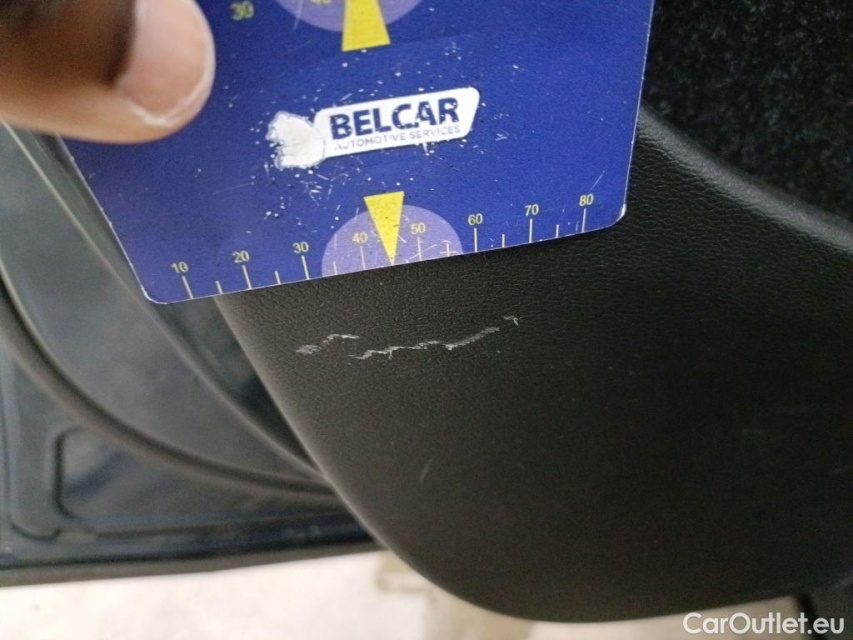 30
BELCAR
AUTOMOTIVE SERVICES
10 20 30 40 50 60 70 80
CarOutlet.eu